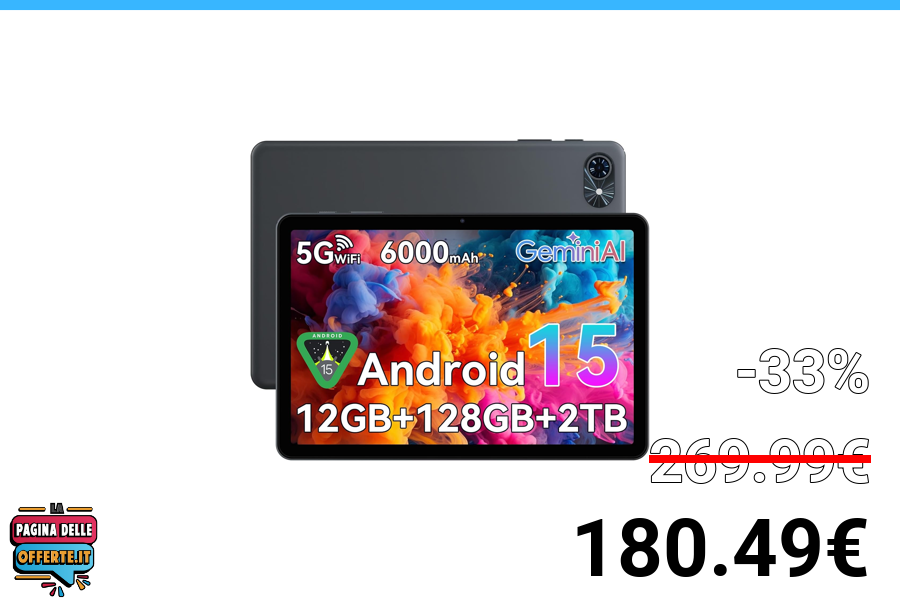 5G WiFi 6000mAh GeminiAI
ANDROID
15
Android 15
12GB+128GB+2TB
-33%
269.99€
180.49€
LA
PAGINA DELLE
OFFERTE.IT